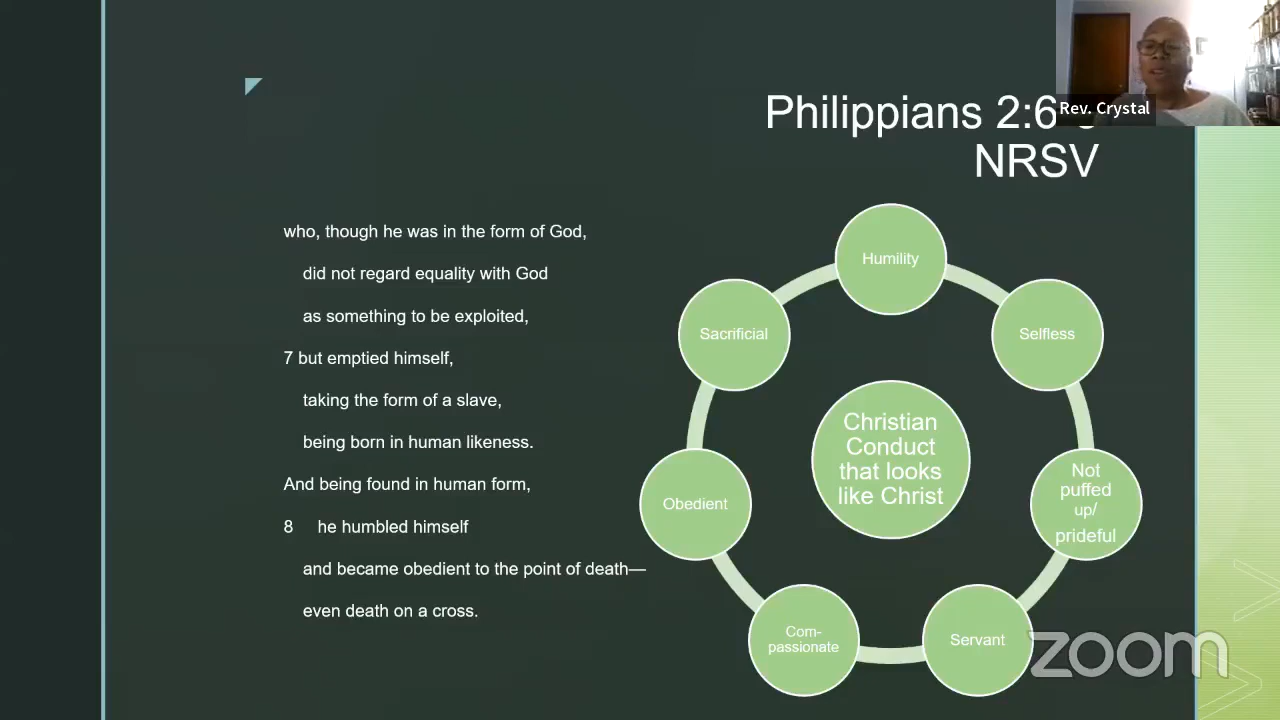 Philippians 2:6
NRSV
Rev. Crystal
who, though he was in the form of God,
did not regard equality with God
as something to be exploited,
7 but emptied himself,
taking the form of a slave,
being born in human likeness.
And being found in human form,
8 he humbled himself
and became obedient to the point of death—
even death on a cross.
Humility
Selfless
Not
puffed
up/
prideful
Servant
Com-
passionate
Obedient
Sacrificial
Christian
Conduct
that looks
like Christ
zoom